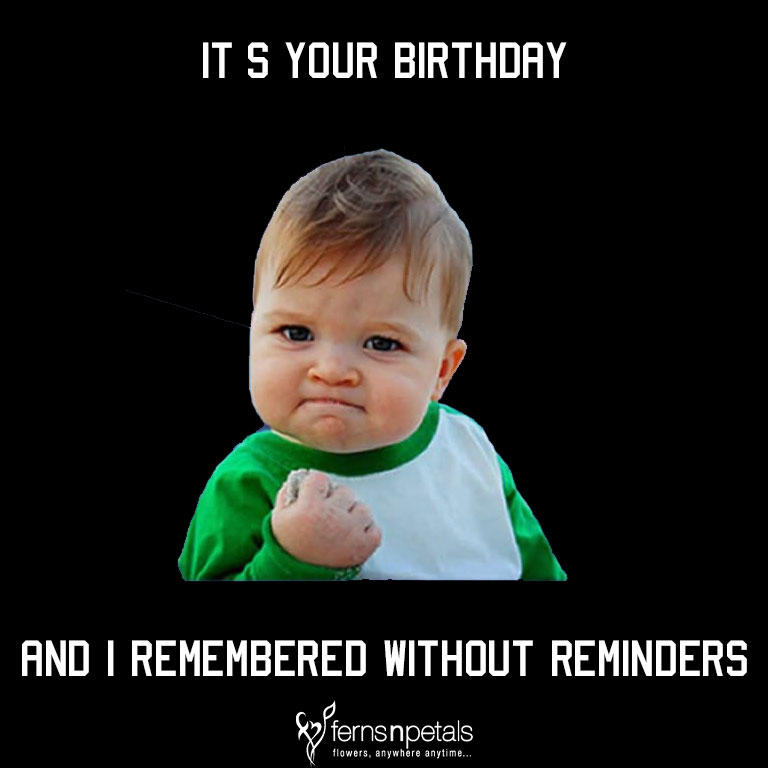 IT S YOUR BIRTHDAY
AND I REMEMBERED WITHOUT REMINDERS
fernsnpetals
flowers, anywhere anytime...